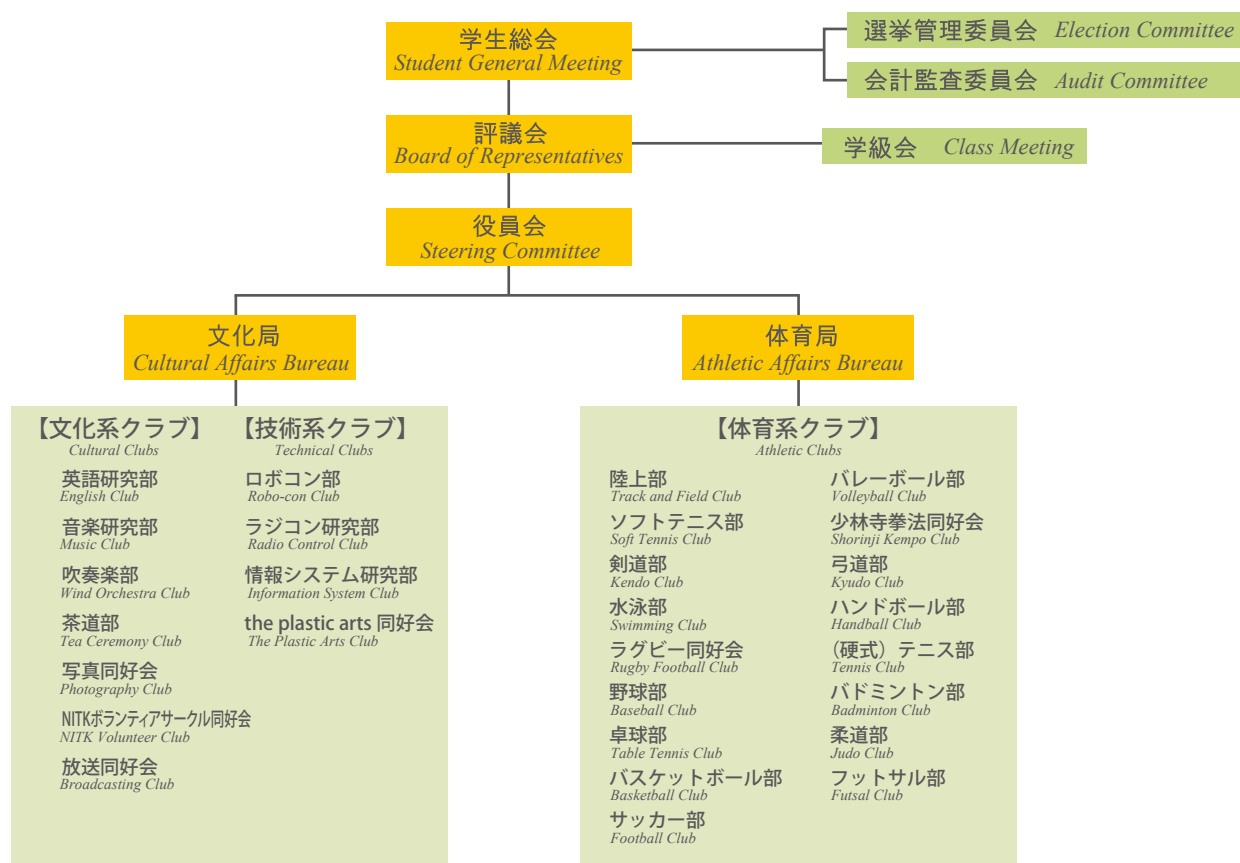 学生総会
Student General Meeting
選挙管理委員会 Election Committee
会計監査委員会 Audit Committee
評議会
Board of Representatives
学級会 Class Meeting
役員会
Steering Committee
文化局
Cultural Affairs Bureau
体育局
Athletic Affairs Bureau
【文化系クラブ】
Cultural Clubs
英語研究部
English Club
音楽研究部
Music Club
吹奏楽部
Wind Orchestra Club
茶道部
Tea Ceremony Club
写真同好会
Photography Club
NITKボランティアサークル同好会
NITK Volunteer Club
放送同好会
Broadcasting Club
【技術系クラブ】
Technical Clubs
ロボコン部
Robo-con Club
ラジコン研究部
Radio Control Club
情報システム研究部
Information System Club
the plastic arts 同好会
The Plastic Arts Club
【体育系クラブ】
Athletic Clubs
陸上部
Track and Field Club
ソフトテニス部
Soft Tennis Club
剣道部
Kendo Club
水泳部
Swimming Club
ラグビー同好会
Rugby Football Club
野球部
Baseball Club
卓球部
Table Tennis Club
バスケットボール部
Basketball Club
サッカー部
Football Club
バレーボール部
Volleyball Club
少林寺拳法同好会
Shorinji Kempo Club
弓道部
Kyudo Club
ハンドボール部
Handball Club
（硬式）テニス部
Tennis Club
バドミントン部
Badminton Club
柔道部
Judo Club
フットサル部
Futsal Club